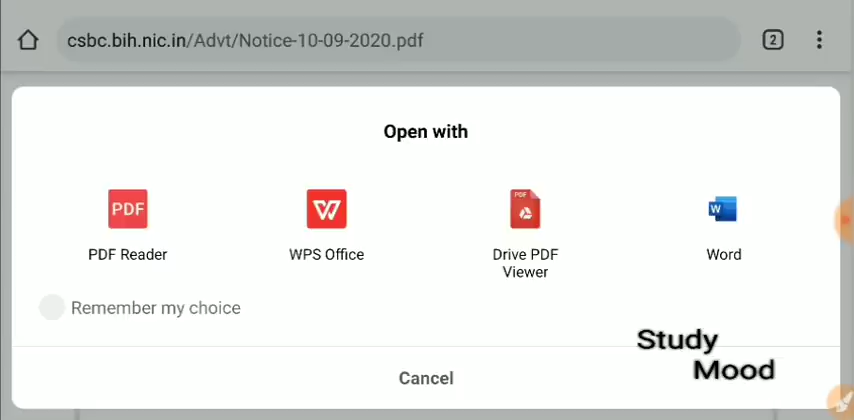 csbc.bih.nic.in/Advt/Notice-10-09-2020.pdf
2
Open with
PDF
W
PDF
W
PDF Reader
WPS Office
Drive PDF
Viewer
Word
Remember my choice
Study
Mood
Cancel